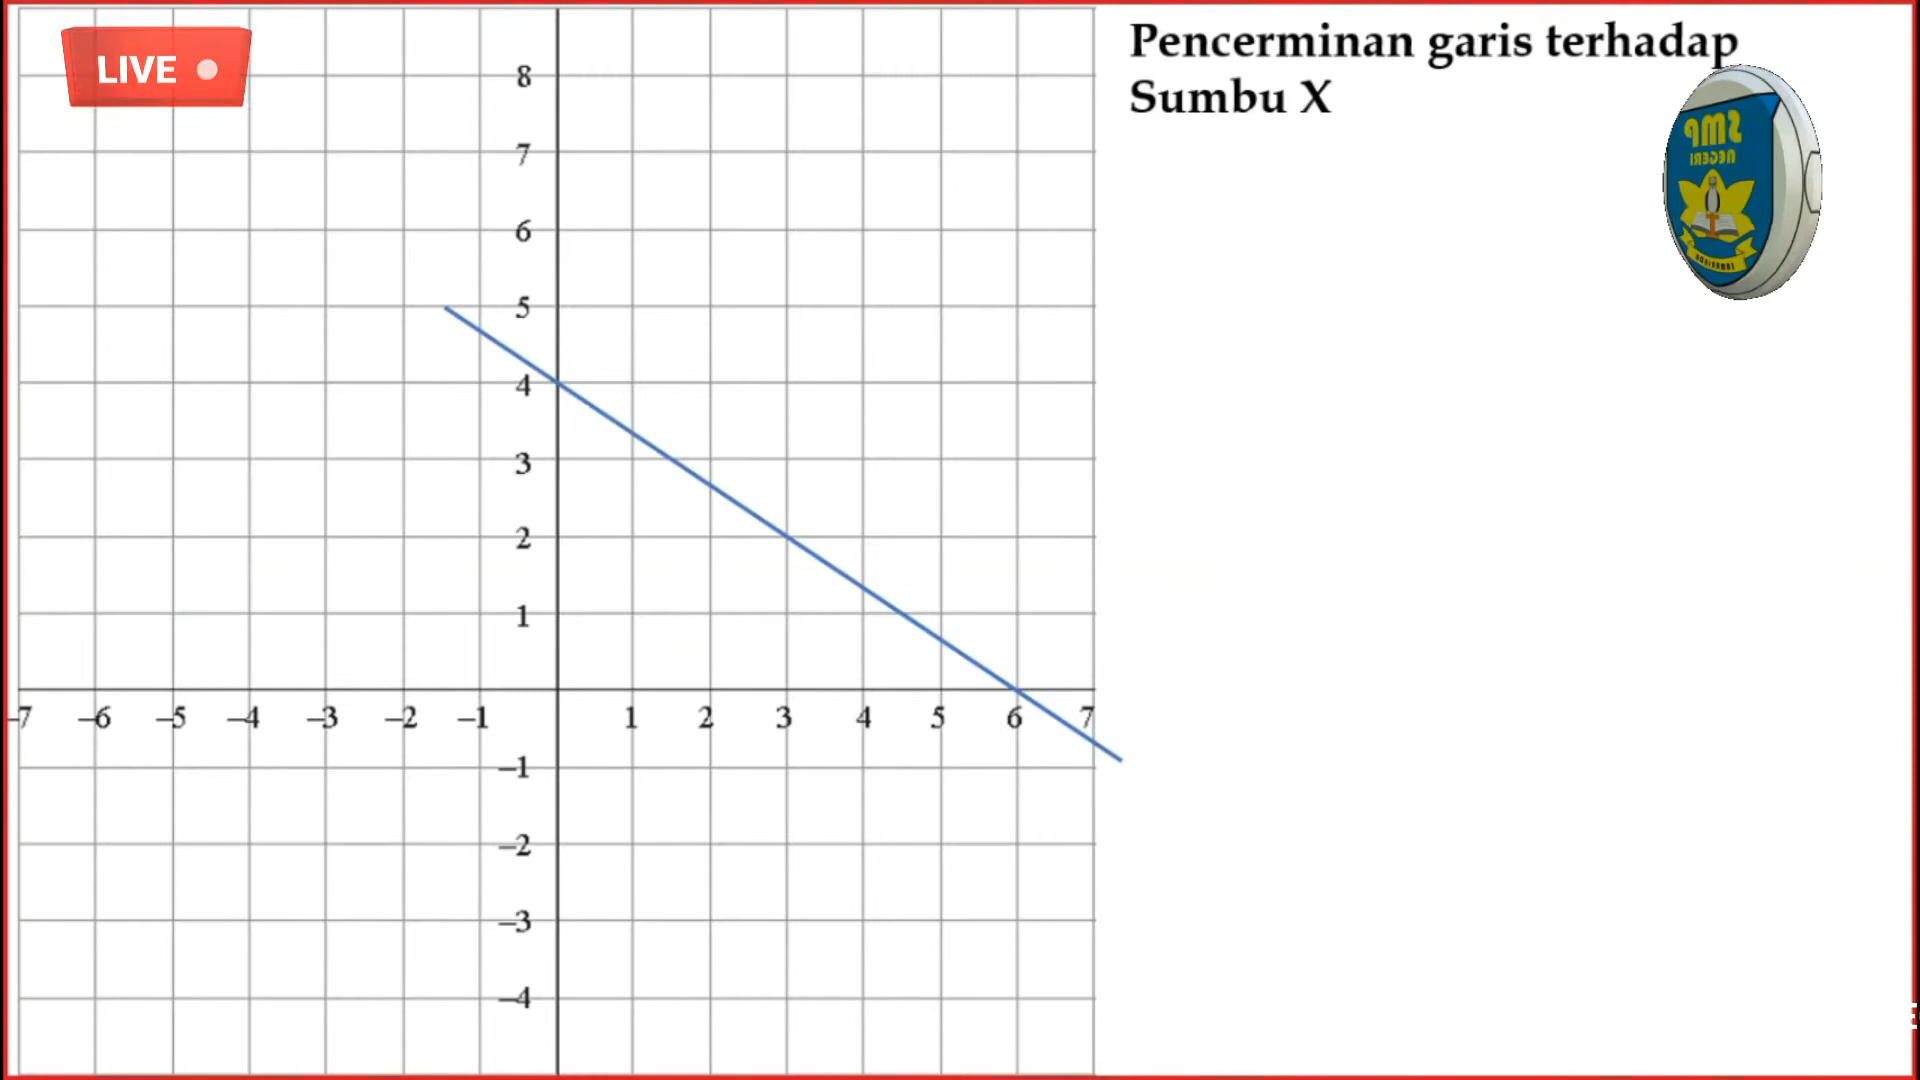 LIVE
Pencerminan garis terhadap
Sumbu X
SMP
NEGERI
8
7
6
5
4
3
2
1
–7 –6 –5 –4 –3 –2 –1 1 2 3 4 5 6 7
–1
–2
–3
–4